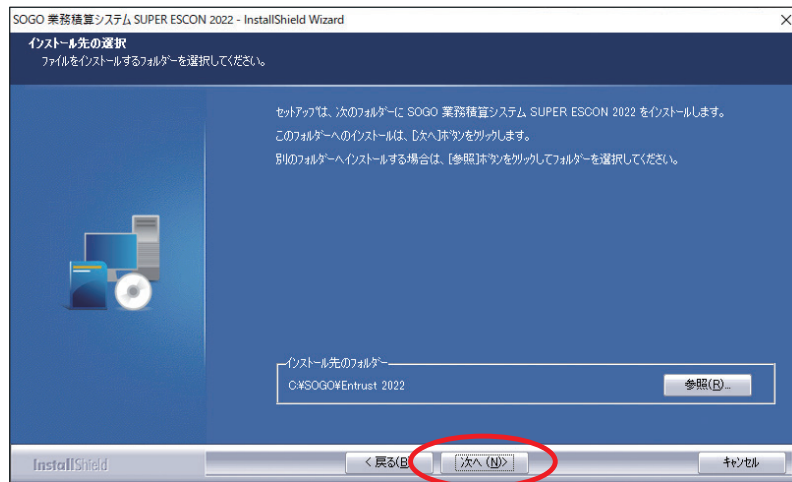 SOGO 業務積算システム SUPER ESCON 2022 - InstallShield Wizard
インストール先の選択
ファイルをインストールするフォルダーを選択してください。
セットアップは、次のフォルダーに SOGO 業務積算システム SUPER ESCON 2022 をインストールします。
このフォルダーへのインストールは、[次へ]ボタンをクリックします。
別のフォルダーへインストールする場合は、[参照]ボタンをクリックしてフォルダーを選択してください。
インストール先のフォルダー
C:¥SOGO¥Entrust 2022
参照(R)...
InstallShield
< 戻る(B)
次へ (N)>
キャンセル